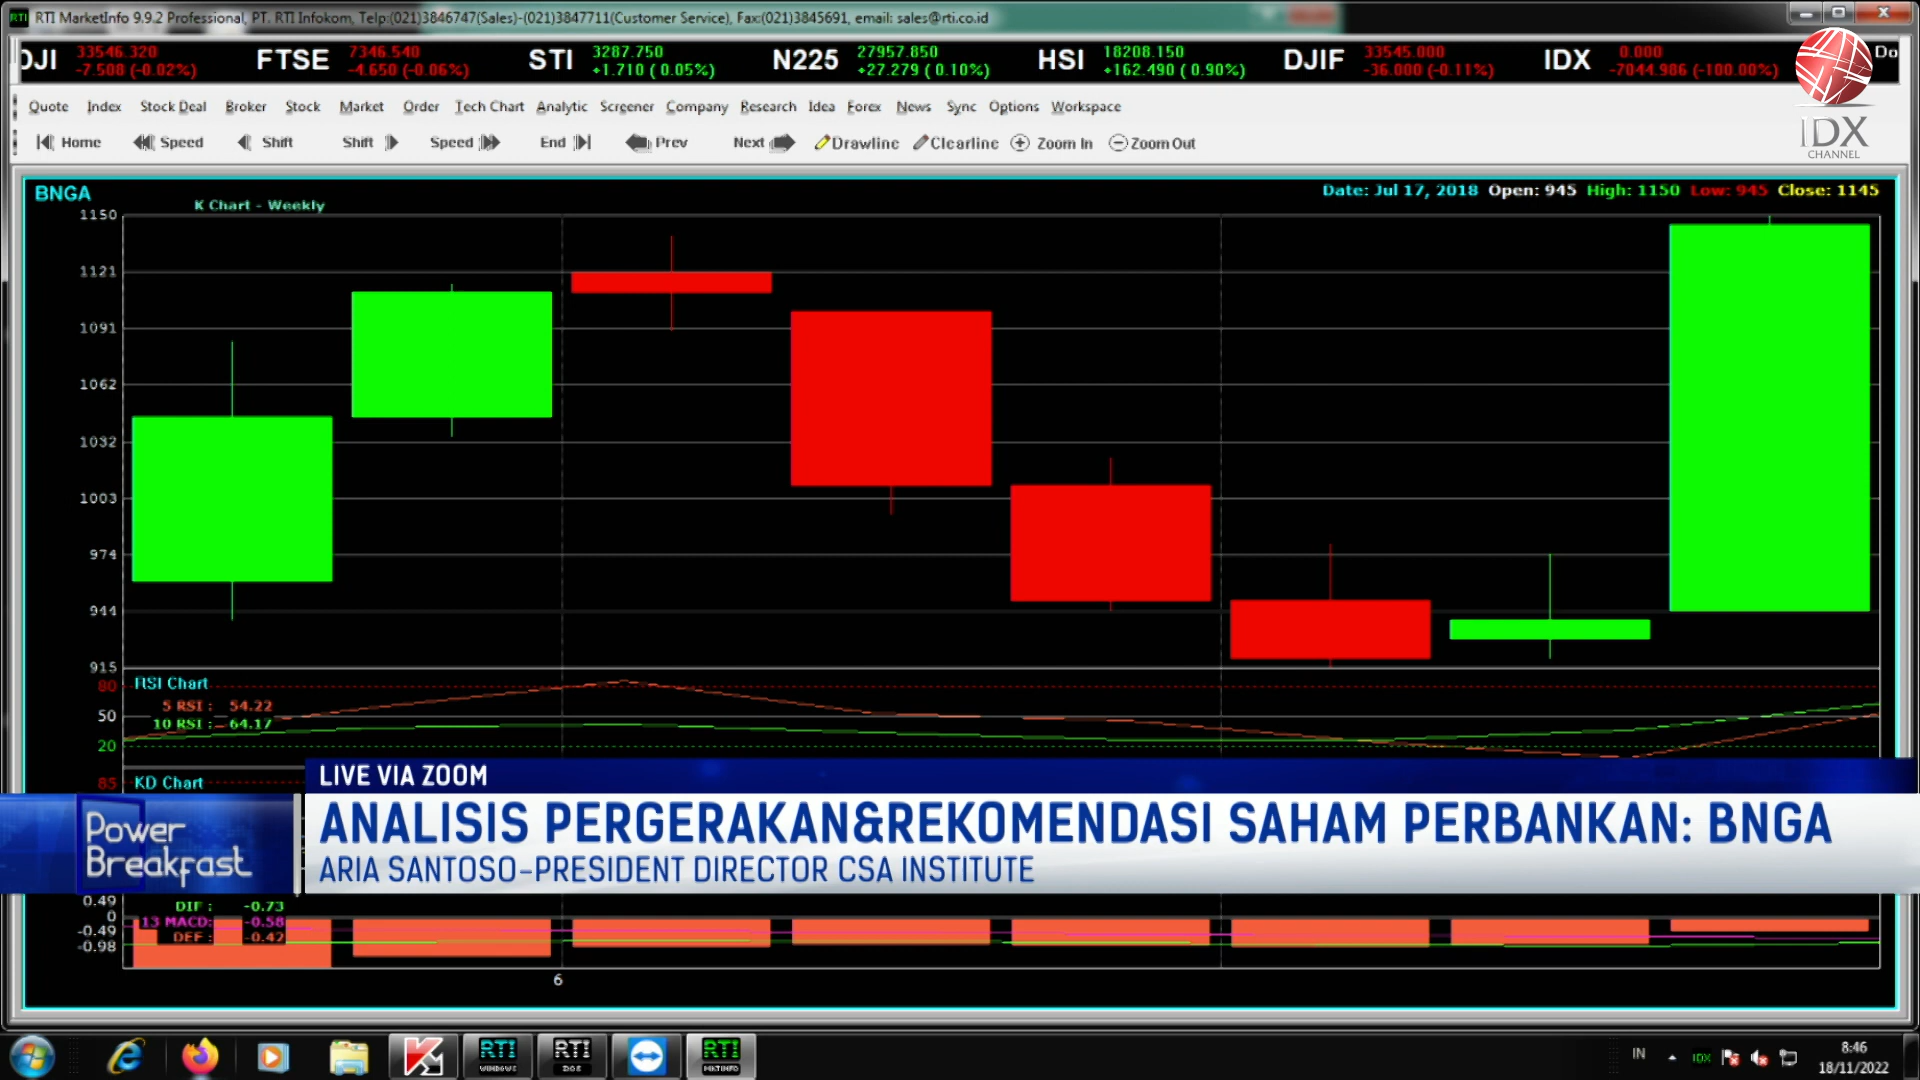 RTI MarketInfo 9.9.2 Professional, PT. RTI Infokom, Telp:(021)3846747(Sales)-(021)3847711(Customer Service), Fax:(021)3845691, email: sales@rti.co.id
DJI 33546.320 -7.508 (-0.02%) FTSE 7346.540 -4.650 (-0.06%) STI 3287.750 +1.710 ( 0.05%) N225 27957.850 +27.279 ( 0.10%) HSI 18208.150 +162.490 ( 0.90%) DJIF 33545.000 -36.000 (-0.11%) IDX 0.000 -7044.986 (-100.00%) Do
Quote Index Stock Deal Broker Stock Market Order Tech Chart Analytic Screener Company Research Idea Forex News Sync Options Workspace
IDX
CHANNEL
Home Speed Shift Shift Speed End Prev Next Drawline Clearline Zoom In Zoom Out
BNGA
Date: Jul 17, 2018 Open: 945 High: 1150 Low: 945 Close: 1145
K Chart - Weekly
1150
1121
1091
1062
1032
1003
974
944
915
RSI Chart
80
5 RSI : 54.22
50
10 RSI : 64.17
20
85 KD Chart
LIVE VIA ZOOM
Power
Breakfast
ANALISIS PERGERAKAN&REKOMENDASI SAHAM PERBANKAN: BNGA
ARIA SANTOSO-PRESIDENT DIRECTOR CSA INSTITUTE
0.49
DIF : -0.73
0
13 MACD: -0.58
-0.49
DEF : -0.42
-0.98
6
RTI
WINDOWS
RTI
DOE
RTI
MKTINFO
IN
IDX
8:46
18/11/2022